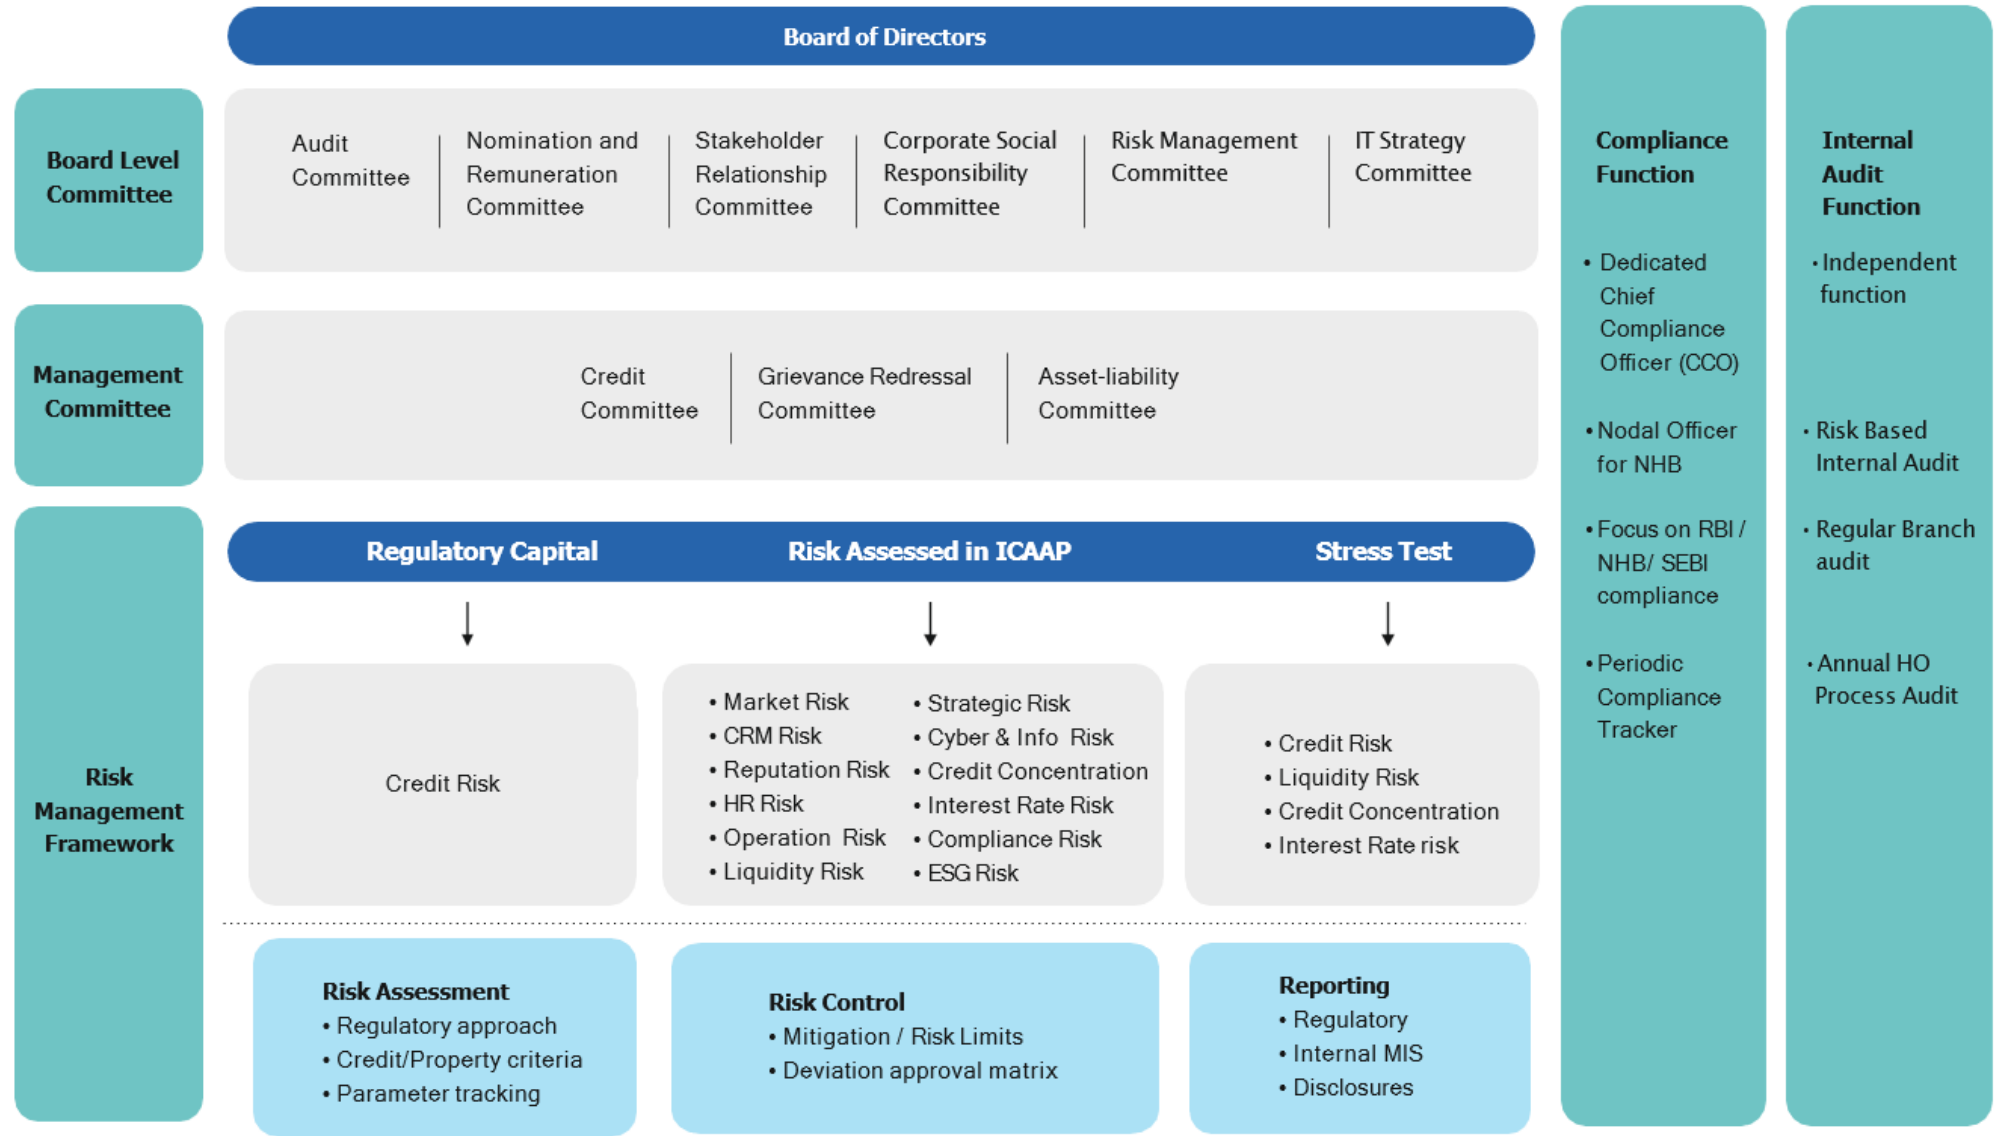 Board of Directors
Board Level
Committee
Audit
Committee
Nomination and
Remuneration
Committee
Stakeholder
Relationship
Committee
Corporate Social
Responsibility
Committee
Risk Management
Committee
IT Strategy
Committee
Management
Committee
Credit
Committee
Grievance Redressal
Committee
Asset-liability
Committee
Risk
Management
Framework
Regulatory Capital
Risk Assessed in ICAAP
Stress Test
Credit Risk
• Market Risk
• CRM Risk
• Reputation Risk
• HR Risk
• Operation Risk
• Liquidity Risk
• Strategic Risk
• Cyber & Info Risk
• Credit Concentration
• Interest Rate Risk
• Compliance Risk
• ESG Risk
• Credit Risk
• Liquidity Risk
• Credit Concentration
• Interest Rate risk
Risk Assessment
• Regulatory approach
• Credit/Property criteria
• Parameter tracking
Risk Control
• Mitigation / Risk Limits
• Deviation approval matrix
Reporting
• Regulatory
• Internal MIS
• Disclosures
Compliance
Function
• Dedicated
Chief
Compliance
Officer (CCO)
• Nodal Officer
for NHB
• Focus on RBI /
NHB/ SEBI
compliance
• Periodic
Compliance
Tracker
Internal
Audit
Function
• Independent
function
• Risk Based
Internal Audit
• Regular Branch
audit
• Annual HO
Process Audit